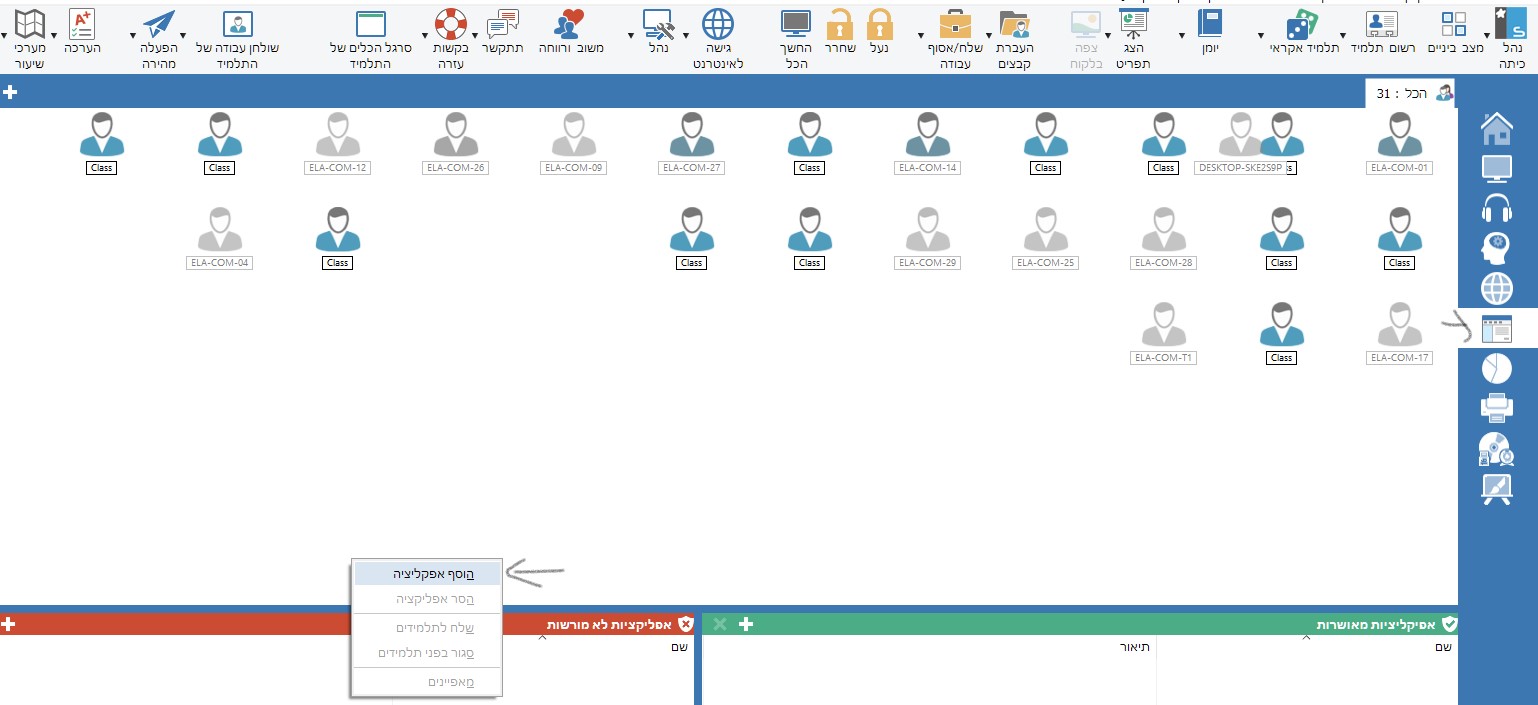 נהל
כיתה
מצב ביניים
רשום תלמיד
תלמיד אקראי
יומן
הצג
תפריט
צפה
בלקוח
העברת
קבצים
שלח/אסוף
עבודה
נעל
שחרר
החשך
הכל
גישה
לאינטרנט
נהל
משוב ורווחה
תתקשר
בקשות
עזרה
סרגל הכלים של
התלמיד
שולחן עבודה של
התלמיד
הפעלה
מהירה
הערכה
A+
מערכי
שיעור
הכל : 31
ELA-COM-01
DESKTOP-SKE2S9P
Class
Class
ELA-COM-14
Class
ELA-COM-27
ELA-COM-09
ELA-COM-26
ELA-COM-12
Class
Class
Class
Class
ELA-COM-28
ELA-COM-25
ELA-COM-29
Class
Class
Class
ELA-COM-04
ELA-COM-17
Class
ELA-COM-T1
הוסף אפקליציה
הסר אפליקציה
שלח לתלמידים
סגור בפני תלמידים
מאפיינים
אפיקליציות מאושרות
שם
תיאור
אפליקציות לא מורשות
שם